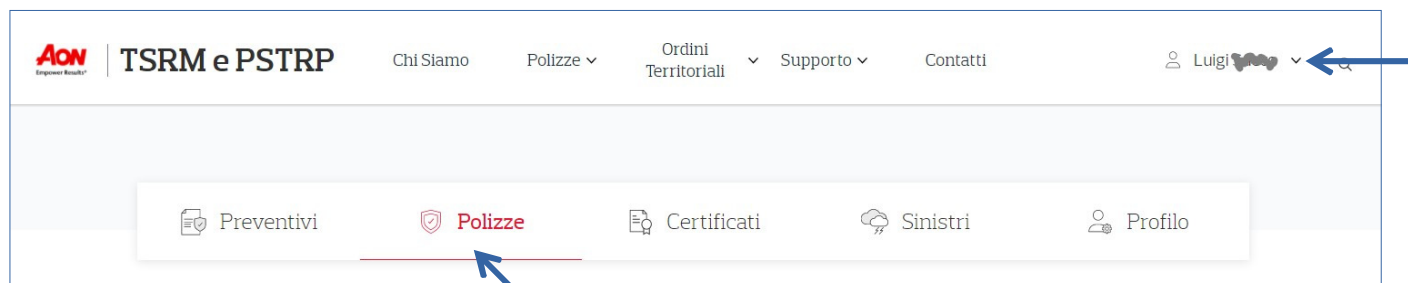 AON
Empower Results®
TSRM e PSTRP
Chi Siamo
Polizze
Ordini
Territoriali
Supporto
Contatti
Luigi
Preventivi
Polizze
Certificati
Sinistri
Profilo